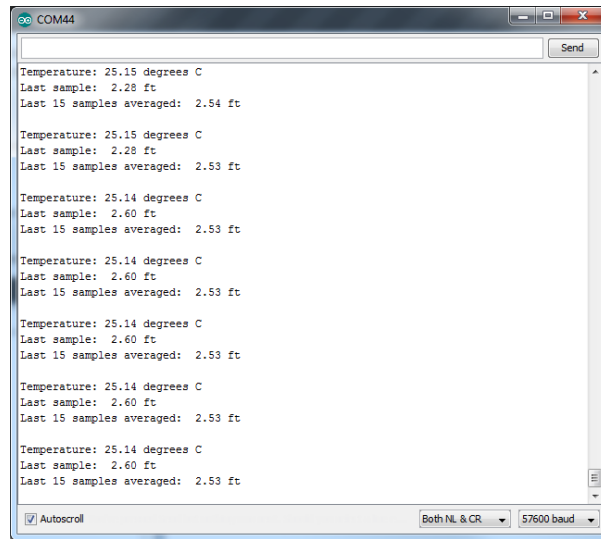 COM44
Send
Temperature: 25.15 degrees C
Last sample:  2.28 ft
Last 15 samples averaged:  2.54 ft
Temperature: 25.15 degrees C
Last sample:  2.28 ft
Last 15 samples averaged:  2.53 ft
Temperature: 25.14 degrees C
Last sample:  2.60 ft
Last 15 samples averaged:  2.53 ft
Temperature: 25.14 degrees C
Last sample:  2.60 ft
Last 15 samples averaged:  2.53 ft
Temperature: 25.14 degrees C
Last sample:  2.60 ft
Last 15 samples averaged:  2.53 ft
Temperature: 25.14 degrees C
Last sample:  2.60 ft
Last 15 samples averaged:  2.53 ft
Temperature: 25.14 degrees C
Last sample:  2.60 ft
Last 15 samples averaged:  2.53 ft
Autoscroll Both NL & CR 57600 baud